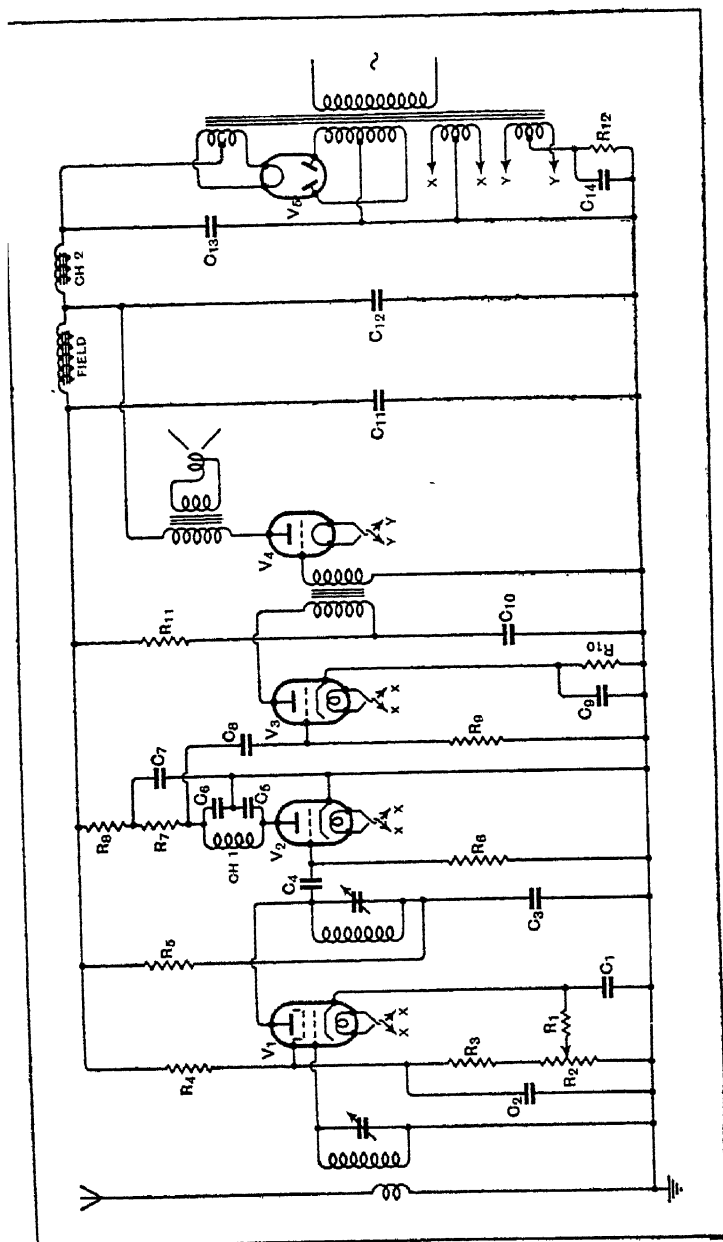 R4
R5
R8
R7
C7
C6
C5
CH 1
C8
R11
FIELD
CH 2
V1
C4
V2
V3
V4
C13
V5
~
X X
X X
X X
Y Y
C11
C12
X X
Y Y
R3
R2
R1
C2
C1
C3
R6
R9
C9
R10
C10
C14
R12